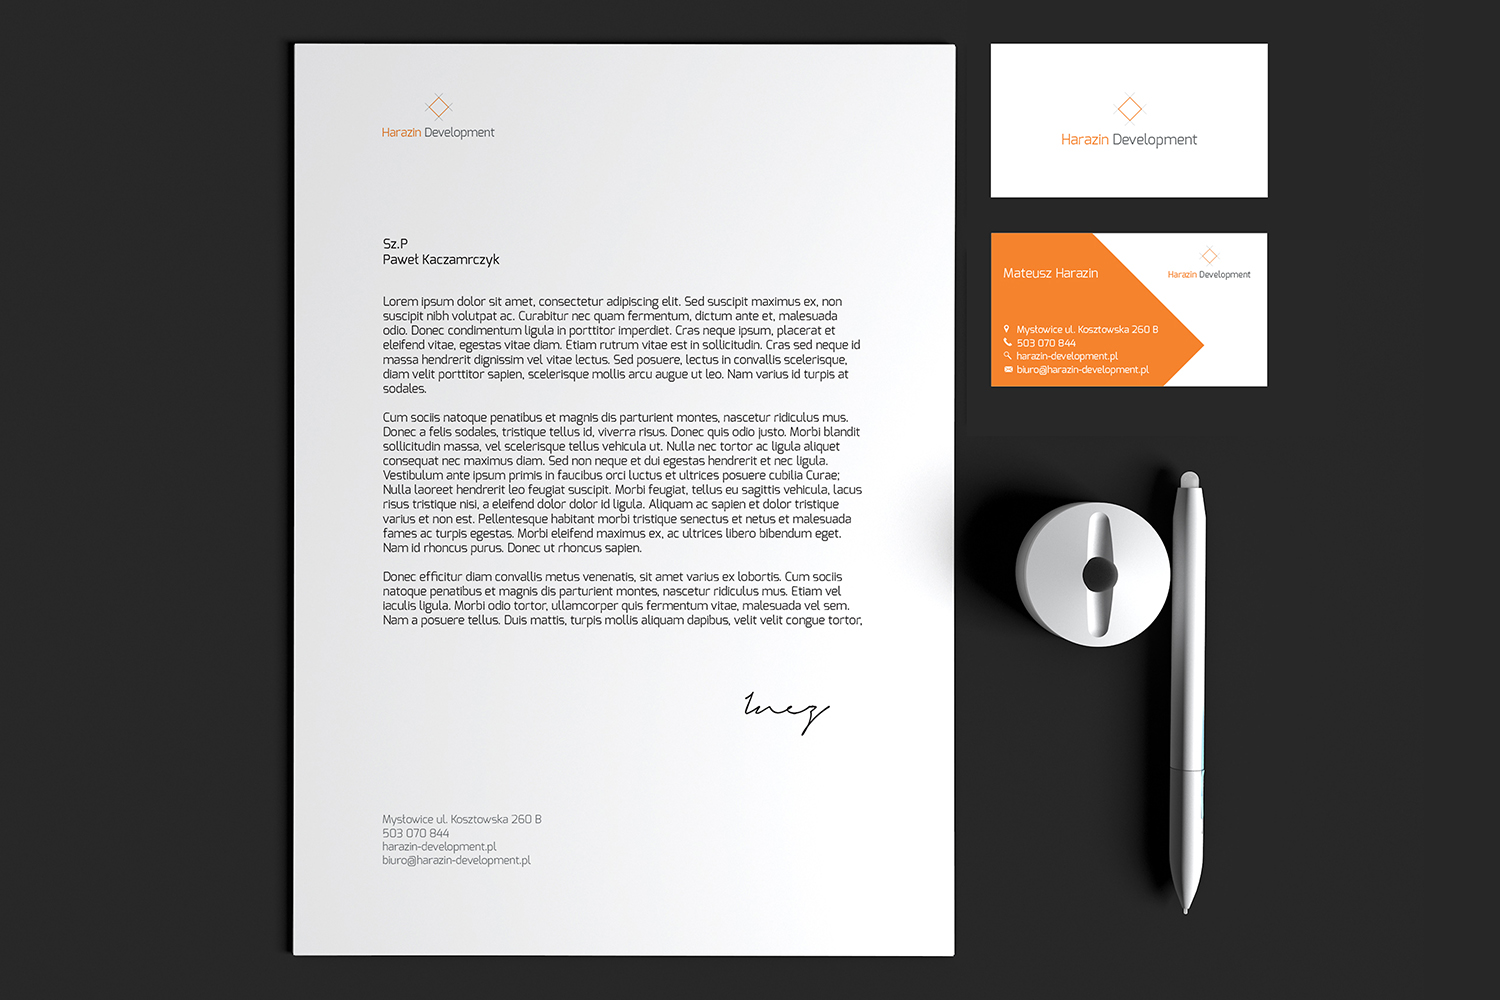 Harazin Development
Sz.P
Paweł Kaczamrczyk
Lorem ipsum dolor sit amet, consectetur adipiscing elit. Sed suscipit maximus ex, non
suscipit nibh volutpat ac. Curabitur nec quam fermentum, dictum ante et, malesuada
odio. Donec condimentum ligula in porttitor imperdiet. Cras neque ipsum, placerat et
eleifend vitae, egestas vitae diam. Etiam rutrum vitae est in sollicitudin. Cras sed neque id
massa hendrerit dignissim vel vitae lectus. Sed posuere, lectus in convallis scelerisque,
diam velit porttitor sapien, scelerisque mollis arcu augue ut leo. Nam varius id turpis at
sodales.
Cum sociis natoque penatibus et magnis dis parturient montes, nascetur ridiculus mus.
Donec a felis sodales, tristique tellus id, viverra risus. Donec quis odio justo. Morbi blandit
sollicitudin massa, vel scelerisque tellus vehicula ut. Nulla nec tortor ac ligula aliquet
consequat nec maximus diam. Sed non neque et dui egestas hendrerit et nec ligula.
Vestibulum ante ipsum primis in faucibus orci luctus et ultrices posuere cubilia Curae;
Nulla laoreet hendrerit leo feugiat suscipit. Morbi feugiat, tellus eu sagittis vehicula, lacus
risus tristique nisi, a eleifend dolor dolor id ligula. Aliquam ac sapien et dolor tristique
varius et non est. Pellentesque habitant morbi tristique senectus et netus et malesuada
fames ac turpis egestas. Morbi eleifend maximus ex, ac ultrices libero bibendum eget.
Nam id rhoncus purus. Donec ut rhoncus sapien.
Donec efficitur diam convallis metus venenatis, sit amet varius ex lobortis. Cum sociis
natoque penatibus et magnis dis parturient montes, nascetur ridiculus mus. Etiam vel
iaculis ligula. Morbi odio tortor, ullamcorper quis fermentum vitae, malesuada vel sem.
Nam a posuere tellus. Duis mattis, turpis mollis aliquam dapibus, velit velit congue tortor,
Mysłowice ul. Kosztowska 260 B
503 070 844
harazin-development.pl
biuro@harazin-development.pl
Harazin Development
Mateusz Harazin
Harazin Development
Mysłowice ul. Kosztowska 260 B
503 070 844
harazin-development.pl
biuro@harazin-development.pl